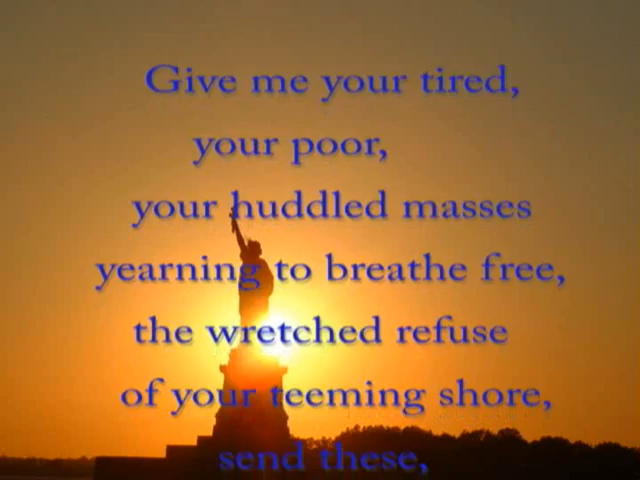 Give me your tired,
your poor,
your huddled masses
yearning to breathe free,
the wretched refuse
of your teeming shore,
send these,